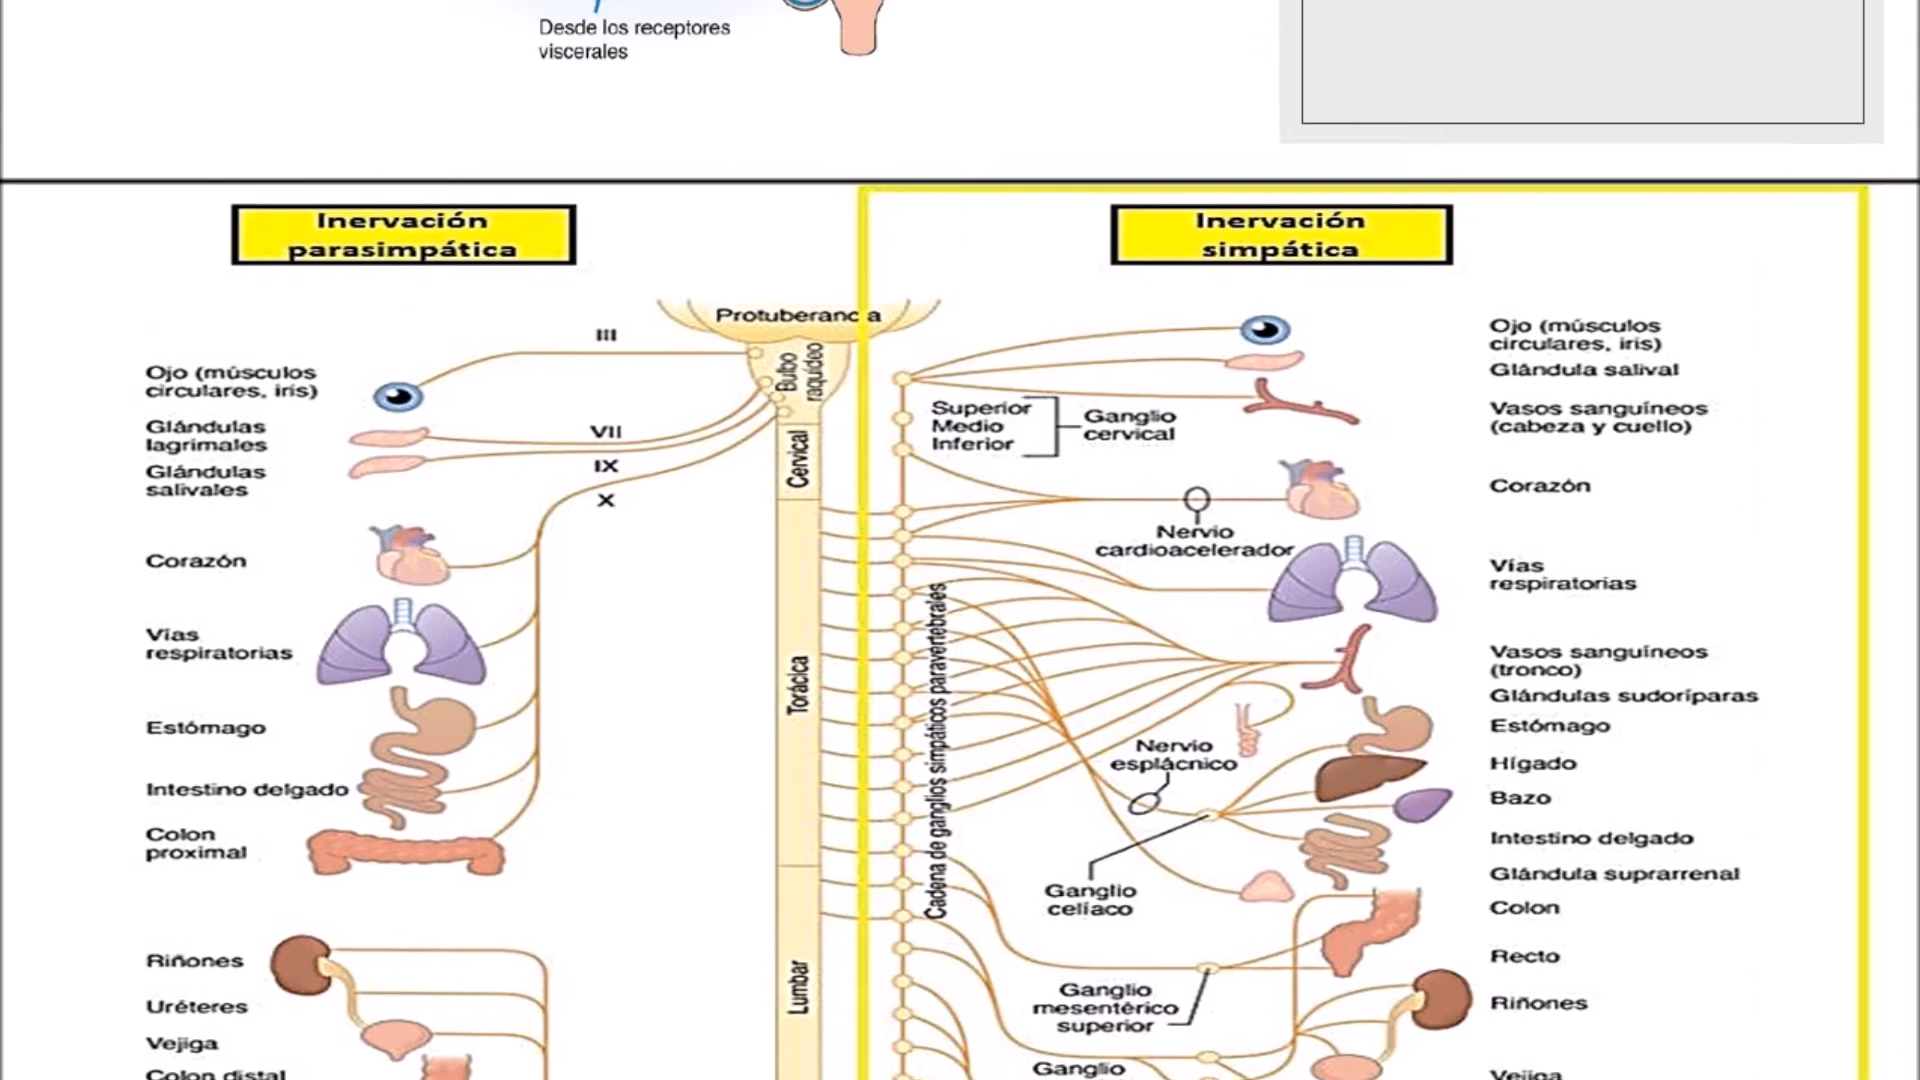 Desde los receptores
viscerales
Inervación
parasimpática
Inervación
simpática
Protuberancia
Bulbo
raquídeo
Cervical
Torácica
Lumbar
III
VII
IX
X
Ojo (músculos
circulares, iris)
Glándulas
lagrimales
Glándulas
salivales
Corazón
Vías
respiratorias
Estómago
Intestino delgado
Colon
proximal
Riñones
Uréteres
Vejiga
Colon distal
Superior
Medio
Inferior
Ganglio
cervical
Nervio
cardioacelerador
Cadena de ganglios simpáticos paravertebrales
Nervio
esplácnico
Ganglio
celíaco
Ganglio
mesentérico
superior
Ganglio
Ojo (músculos
circulares, iris)
Glándula salival
Vasos sanguíneos
(cabeza y cuello)
Corazón
Vías
respiratorias
Vasos sanguíneos
(tronco)
Glándulas sudoríparas
Estómago
Hígado
Bazo
Intestino delgado
Glándula suprarrenal
Colon
Recto
Riñones
Vejiga